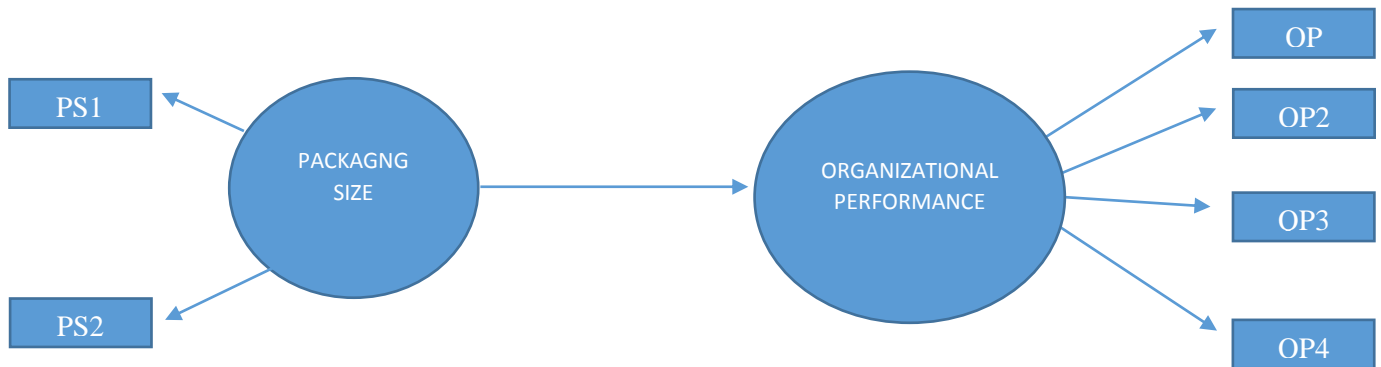 PS1
PS2
PACKAGNG
SIZE
ORGANIZATIONAL
PERFORMANCE
OP
OP2
OP3
OP4